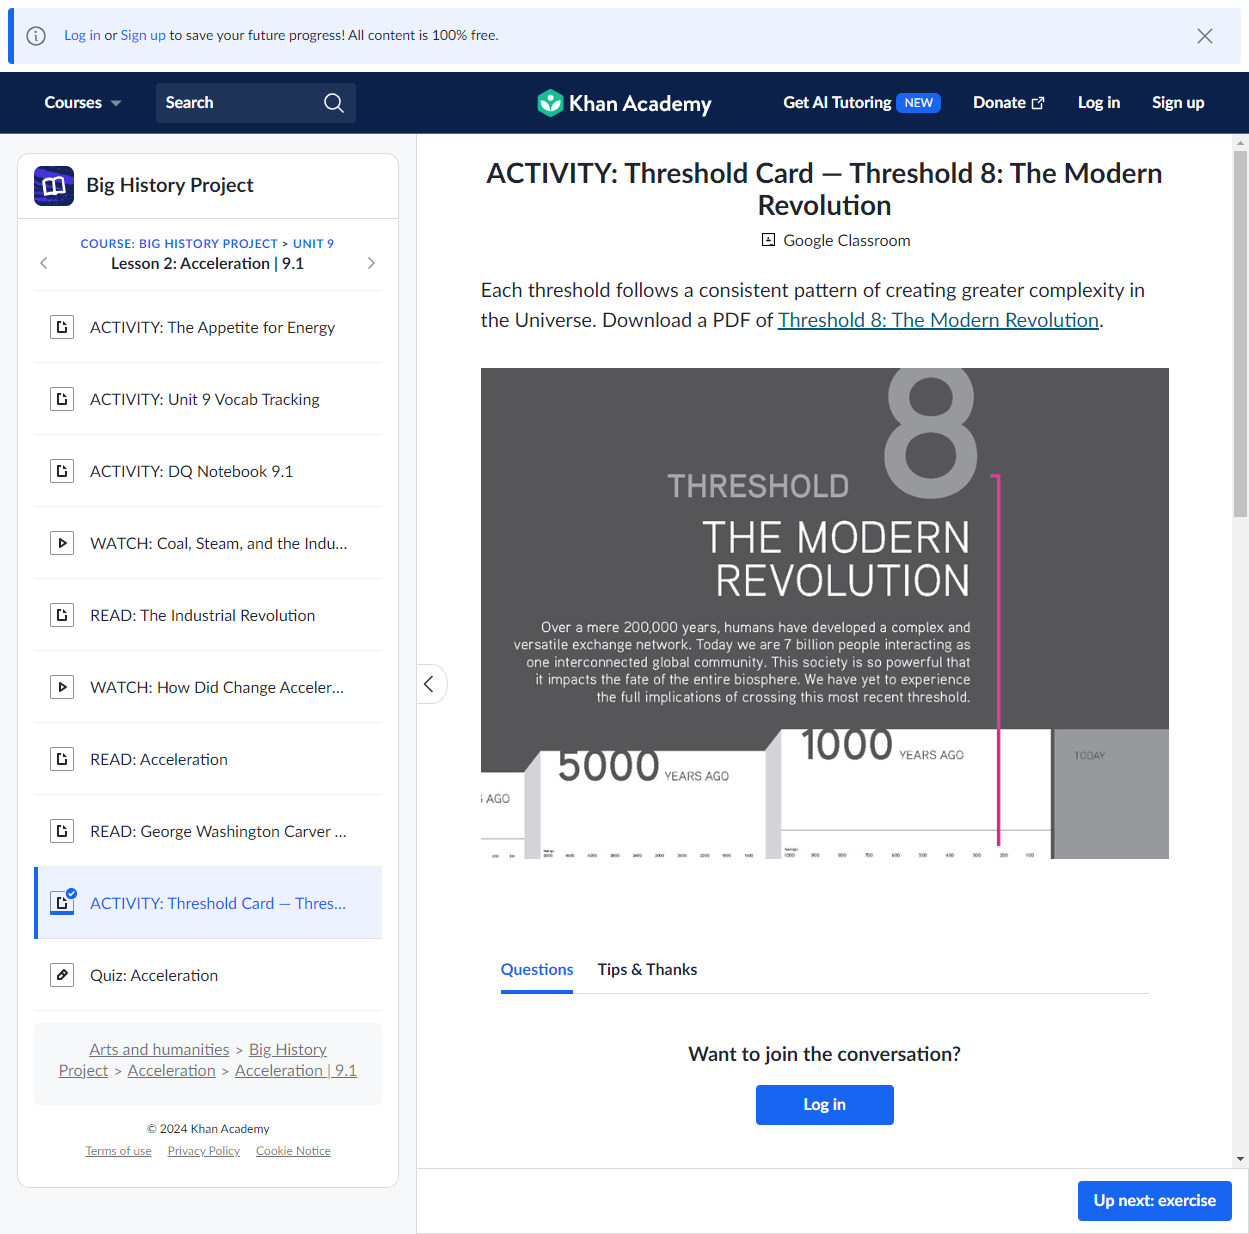 Log in or Sign up to save your future progress! All content is 100% free.
Courses
Search
Khan Academy
Get AI Tutoring NEW
Donate
Log in
Sign up
Big History Project
COURSE: BIG HISTORY PROJECT > UNIT 9
Lesson 2: Acceleration | 9.1
ACTIVITY: The Appetite for Energy
ACTIVITY: Unit 9 Vocab Tracking
ACTIVITY: DQ Notebook 9.1
WATCH: Coal, Steam, and the Indu...
READ: The Industrial Revolution
WATCH: How Did Change Acceler...
READ: Acceleration
READ: George Washington Carver ...
ACTIVITY: Threshold Card — Thres...
Quiz: Acceleration
Arts and humanities > Big History
Project > Acceleration > Acceleration | 9.1
© 2024 Khan Academy
Terms of use Privacy Policy Cookie Notice
ACTIVITY: Threshold Card — Threshold 8: The Modern
Revolution
Google Classroom
Each threshold follows a consistent pattern of creating greater complexity in
the Universe. Download a PDF of Threshold 8: The Modern Revolution.
THRESHOLD 8
THE MODERN
REVOLUTION
Over a mere 200,000 years, humans have developed a complex and
versatile exchange network. Today we are 7 billion people interacting as
one interconnected global community. This society is so powerful that
it impacts the fate of the entire biosphere. We have yet to experience
the full implications of crossing this most recent threshold.
AGO
5000 YEARS AGO
1000 YEARS AGO
TODAY
1000 900 800 700 600 500 400 300 200 100
Questions
Tips & Thanks
Want to join the conversation?
Log in
Up next: exercise